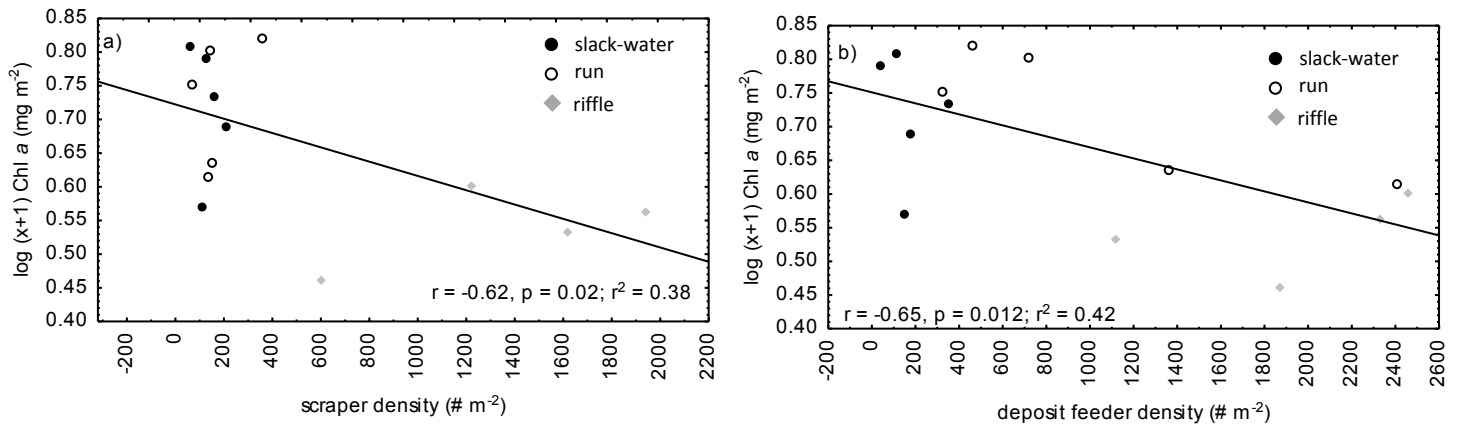 a)
0.85
0.80
0.75
0.70
0.65
0.60
0.55
0.50
0.45
0.40
log (x+1) Chl a (mg m-2)
slack-water
run
riffle
r = -0.62, p = 0.02; r2 = 0.38
-200 0 200 400 600 800 1000 1200 1400 1600 1800 2000 2200
scraper density (# m-2)
b)
0.85
0.80
0.75
0.70
0.65
0.60
0.55
0.50
0.45
0.40
log (x+1) Chl a (mg m-2)
slack-water
run
riffle
r = -0.65, p = 0.012; r2 = 0.42
-200 0 200 400 600 800 1000 1200 1400 1600 1800 2000 2200 2400 2600
deposit feeder density (# m-2)